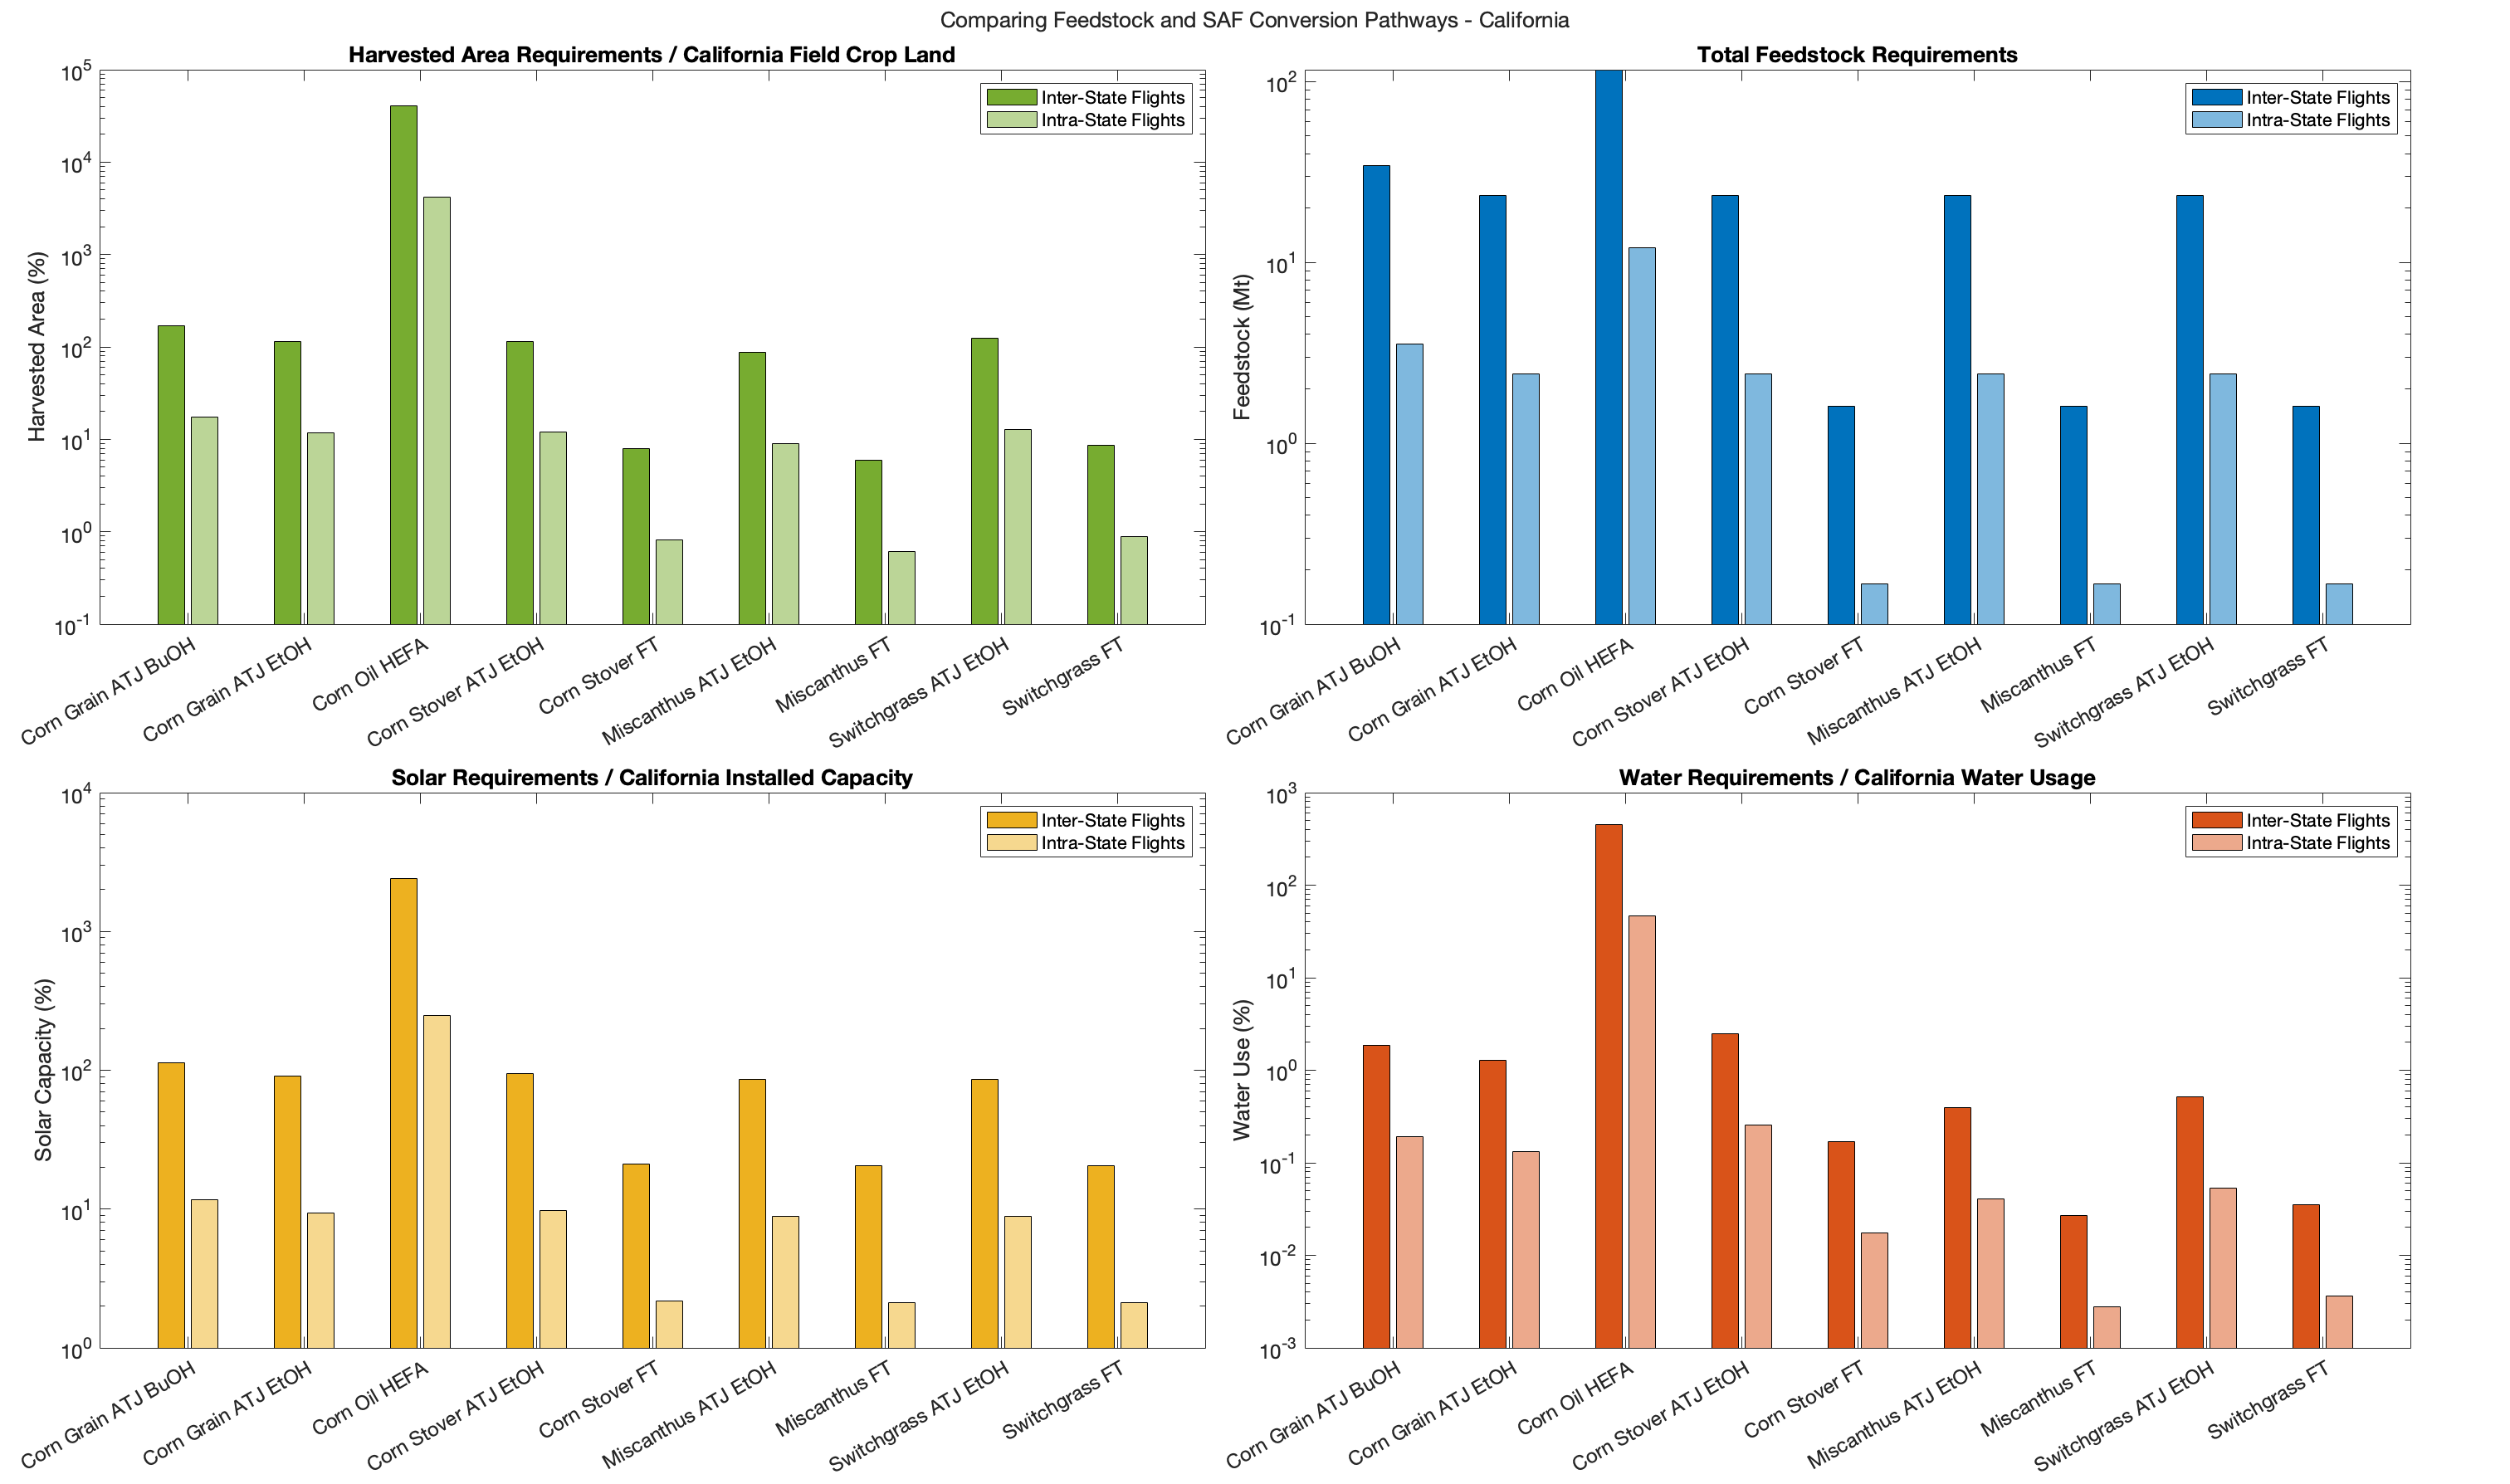 Comparing Feedstock and SAF Conversion Pathways - California
Harvested Area Requirements / California Field Crop Land
Harvested Area (%)
10^5
10^4
10^3
10^2
10^1
10^0
10^-1
Inter-State Flights
Intra-State Flights
Corn Grain ATJ BuOH
Corn Grain ATJ EtOH
Corn Oil HEFA
Corn Stover ATJ EtOH
Corn Stover FT
Miscanthus ATJ EtOH
Miscanthus FT
Switchgrass ATJ EtOH
Switchgrass FT
Total Feedstock Requirements
Feedstock (Mt)
10^2
10^1
10^0
10^-1
Inter-State Flights
Intra-State Flights
Corn Grain ATJ BuOH
Corn Grain ATJ EtOH
Corn Oil HEFA
Corn Stover ATJ EtOH
Corn Stover FT
Miscanthus ATJ EtOH
Miscanthus FT
Switchgrass ATJ EtOH
Switchgrass FT
Solar Requirements / California Installed Capacity
Solar Capacity (%)
10^4
10^3
10^2
10^1
10^0
Inter-State Flights
Intra-State Flights
Corn Grain ATJ BuOH
Corn Grain ATJ EtOH
Corn Oil HEFA
Corn Stover ATJ EtOH
Corn Stover FT
Miscanthus ATJ EtOH
Miscanthus FT
Switchgrass ATJ EtOH
Switchgrass FT
Water Requirements / California Water Usage
Water Use (%)
10^3
10^2
10^1
10^0
10^-1
10^-2
10^-3
Inter-State Flights
Intra-State Flights
Corn Grain ATJ BuOH
Corn Grain ATJ EtOH
Corn Oil HEFA
Corn Stover ATJ EtOH
Corn Stover FT
Miscanthus ATJ EtOH
Miscanthus FT
Switchgrass ATJ EtOH
Switchgrass FT